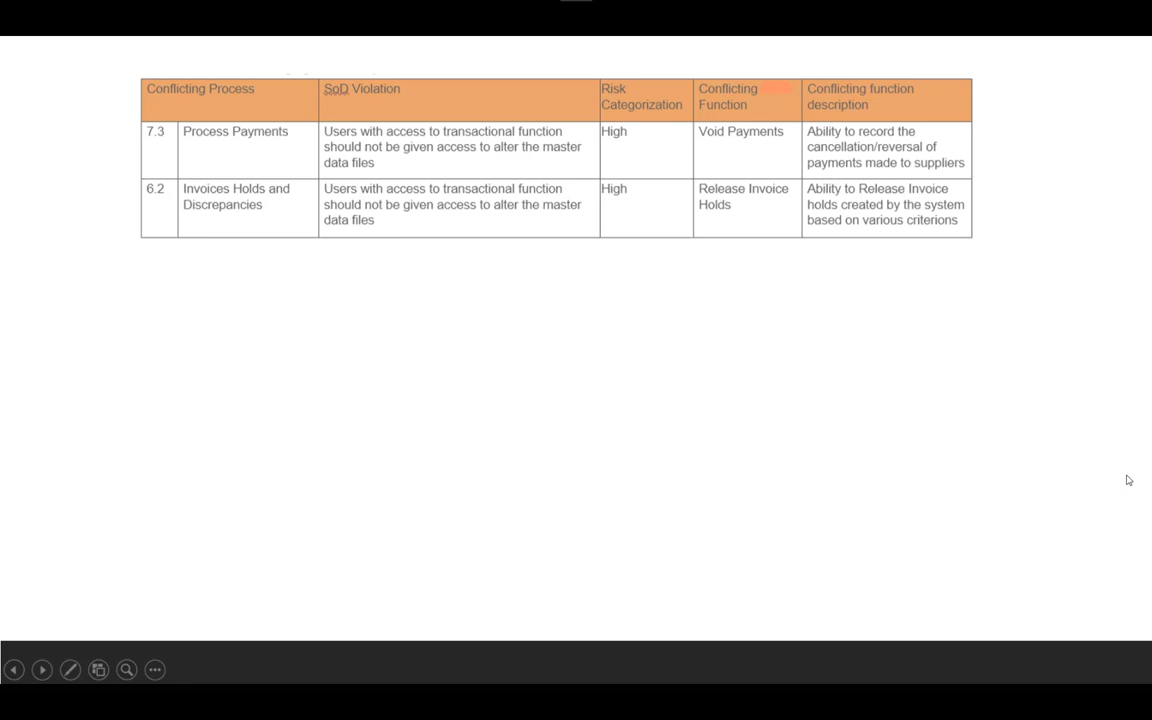 Conflicting Process
SoD Violation
Risk
Categorization
Conflicting
Function
Conflicting function
description
7.3
Process Payments
Users with access to transactional function
should not be given access to alter the master
data files
High
Void Payments
Ability to record the
cancellation/reversal of
payments made to suppliers
6.2
Invoices Holds and
Discrepancies
Users with access to transactional function
should not be given access to alter the master
data files
High
Release Invoice
Holds
Ability to Release Invoice
holds created by the system
based on various criterions